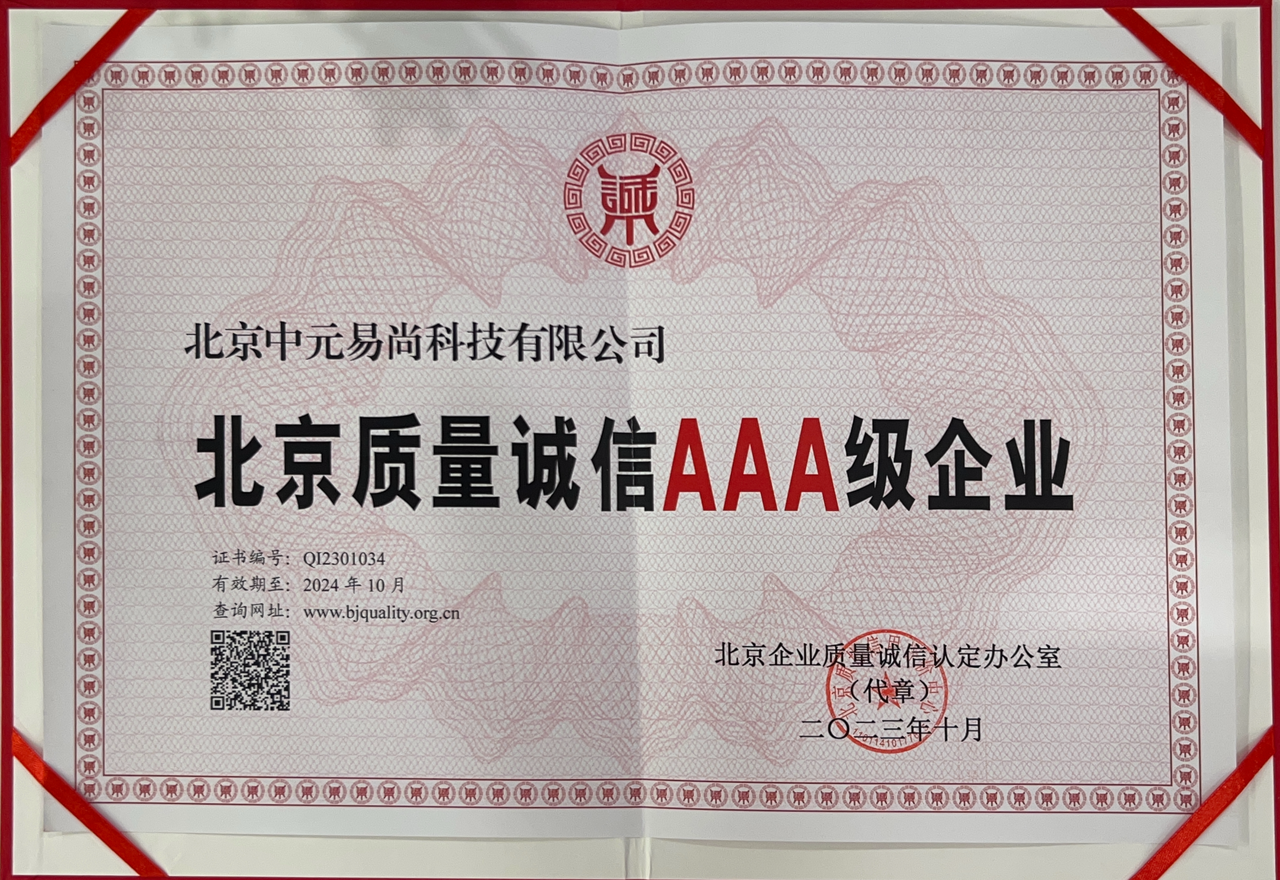 誠
北京中元易尚科技有限公司
北京质量诚信AAA级企业
证书编号：QI2301034
有效期至：2024 年 10 月
查询网址：www.bjquality.org.cn
北京企业质量诚信认定办公室
（代章）
二〇二三年十月